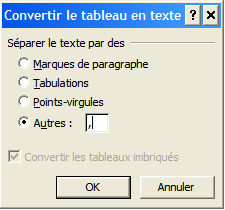 Convertir le tableau en texte ? X
Séparer le texte par des
Marques de paragraphe
Tabulations
Points-virgules
Autres : ,
Convertir les tableaux imbriqués
OK Annuler